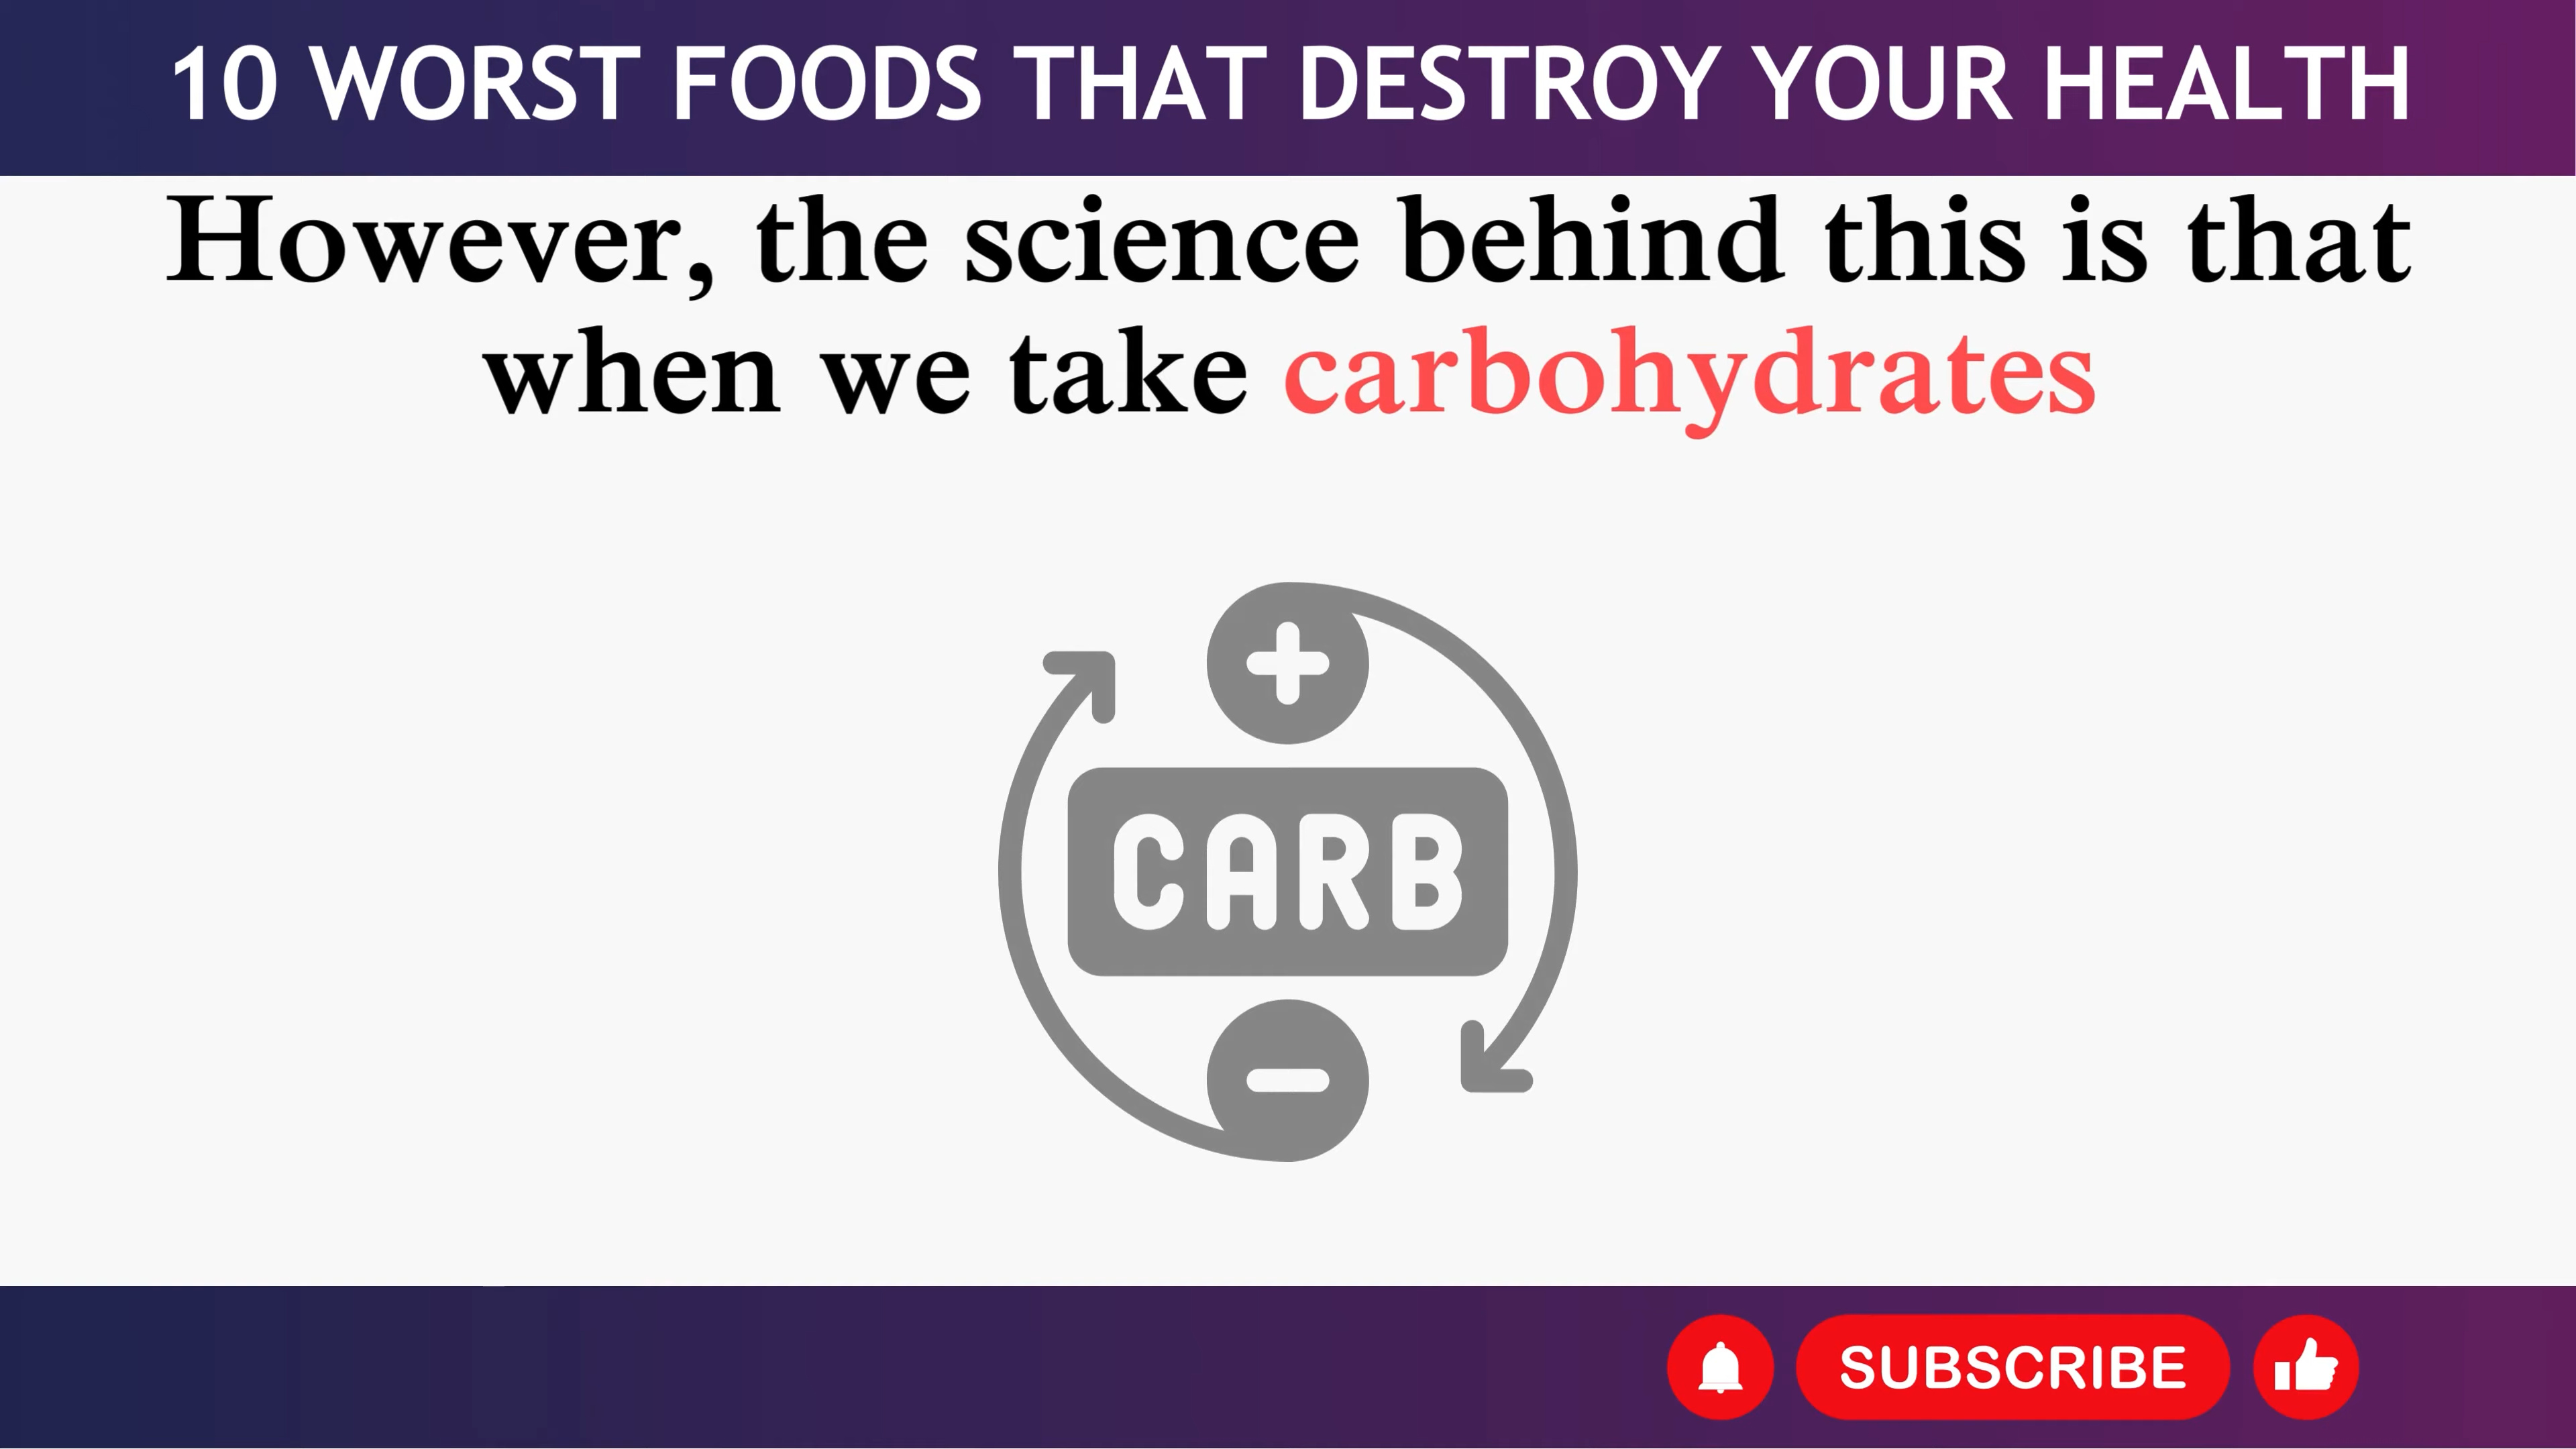 10 WORST FOODS THAT DESTROY YOUR HEALTH
However, the science behind this is that
when we take carbohydrates
CARB
SUBSCRIBE